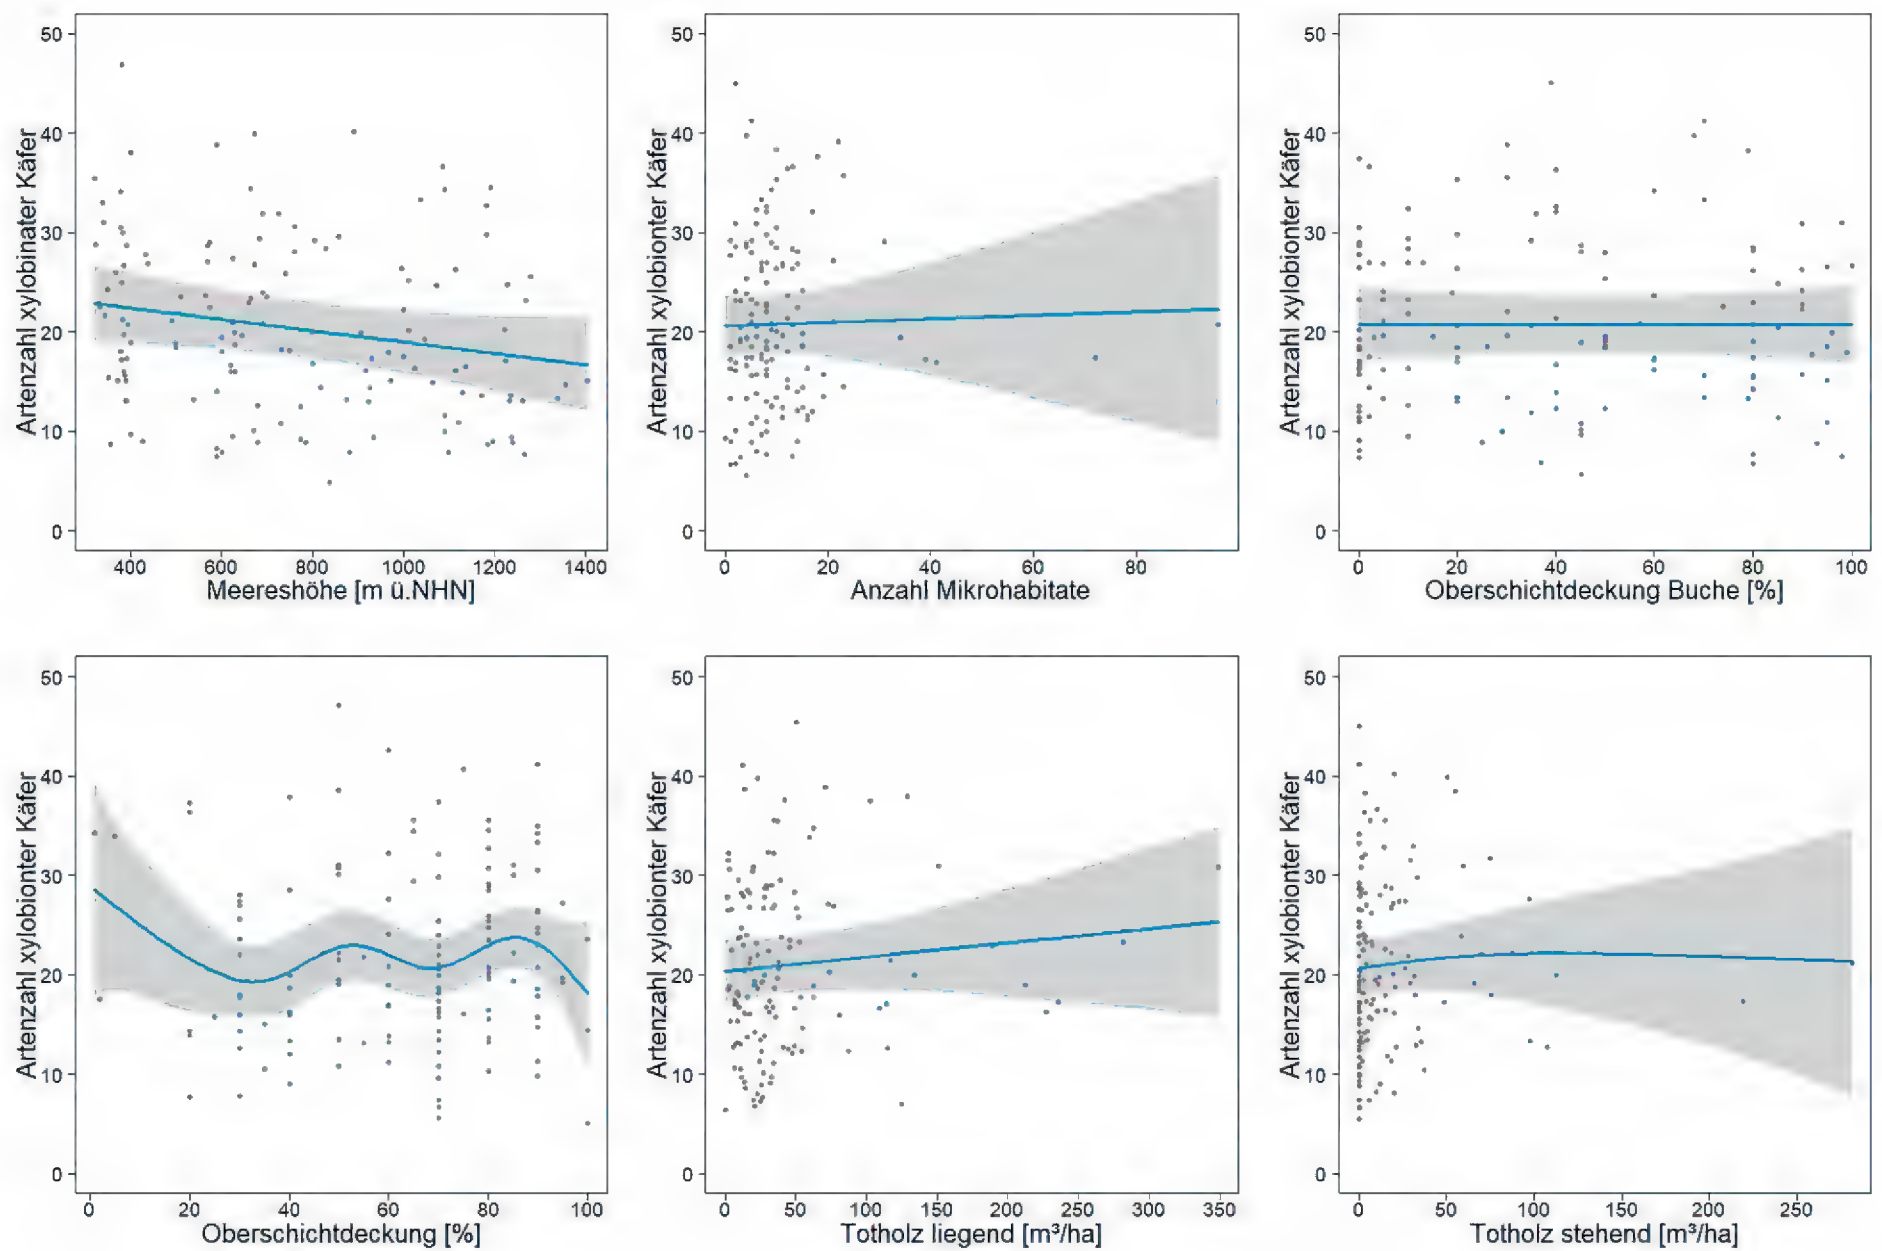 50
40
30
20
10
0
Artenzahl xylobinater Käfer
400 600 800 1000 1200 1400
Meereshöhe [m ü.NHN]
50
40
30
20
10
0
Artenzahl xylobionter Käfer
0 20 40 60 80
Anzahl Mikrohabitate
50
40
30
20
10
0
Artenzahl xylobionter Käfer
0 20 40 60 80 100
Oberschichtdeckung Buche [%]
50
40
30
20
10
0
Artenzahl xylobionter Käfer
0 20 40 60 80 100
Oberschichtdeckung [%]
50
40
30
20
10
0
Artenzahl xylobionter Käfer
0 50 100 150 200 250 300 350
Totholz liegend [m³/ha]
50
40
30
20
10
0
Artenzahl xylobionter Käfer
0 50 100 150 200 250
Totholz stehend [m³/ha]